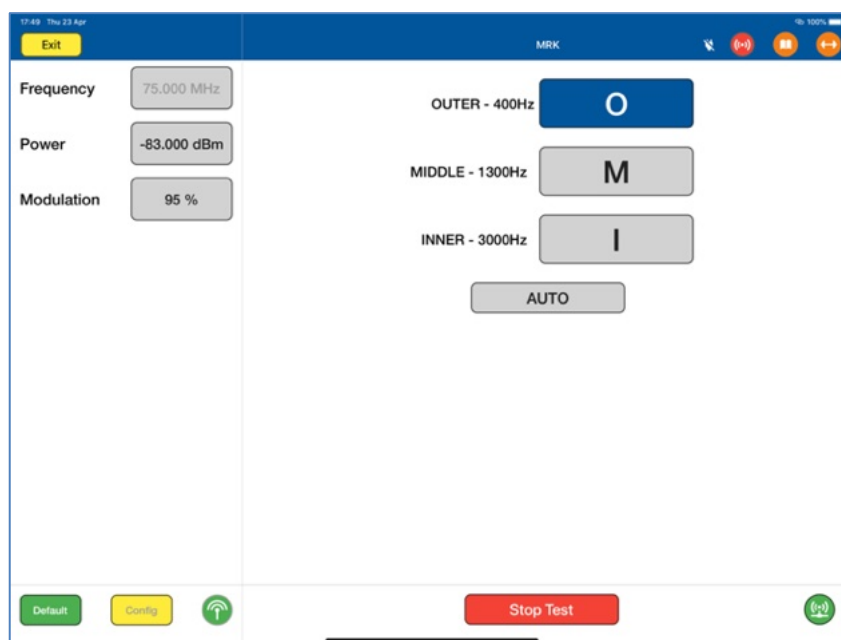 17:49 Thu 23 Apr
100%
Exit
MRK
Frequency
75.000 MHz
Power
-83.000 dBm
Modulation
95 %
OUTER - 400Hz
O
MIDDLE - 1300Hz
M
INNER - 3000Hz
I
AUTO
Default
Config
Stop Test